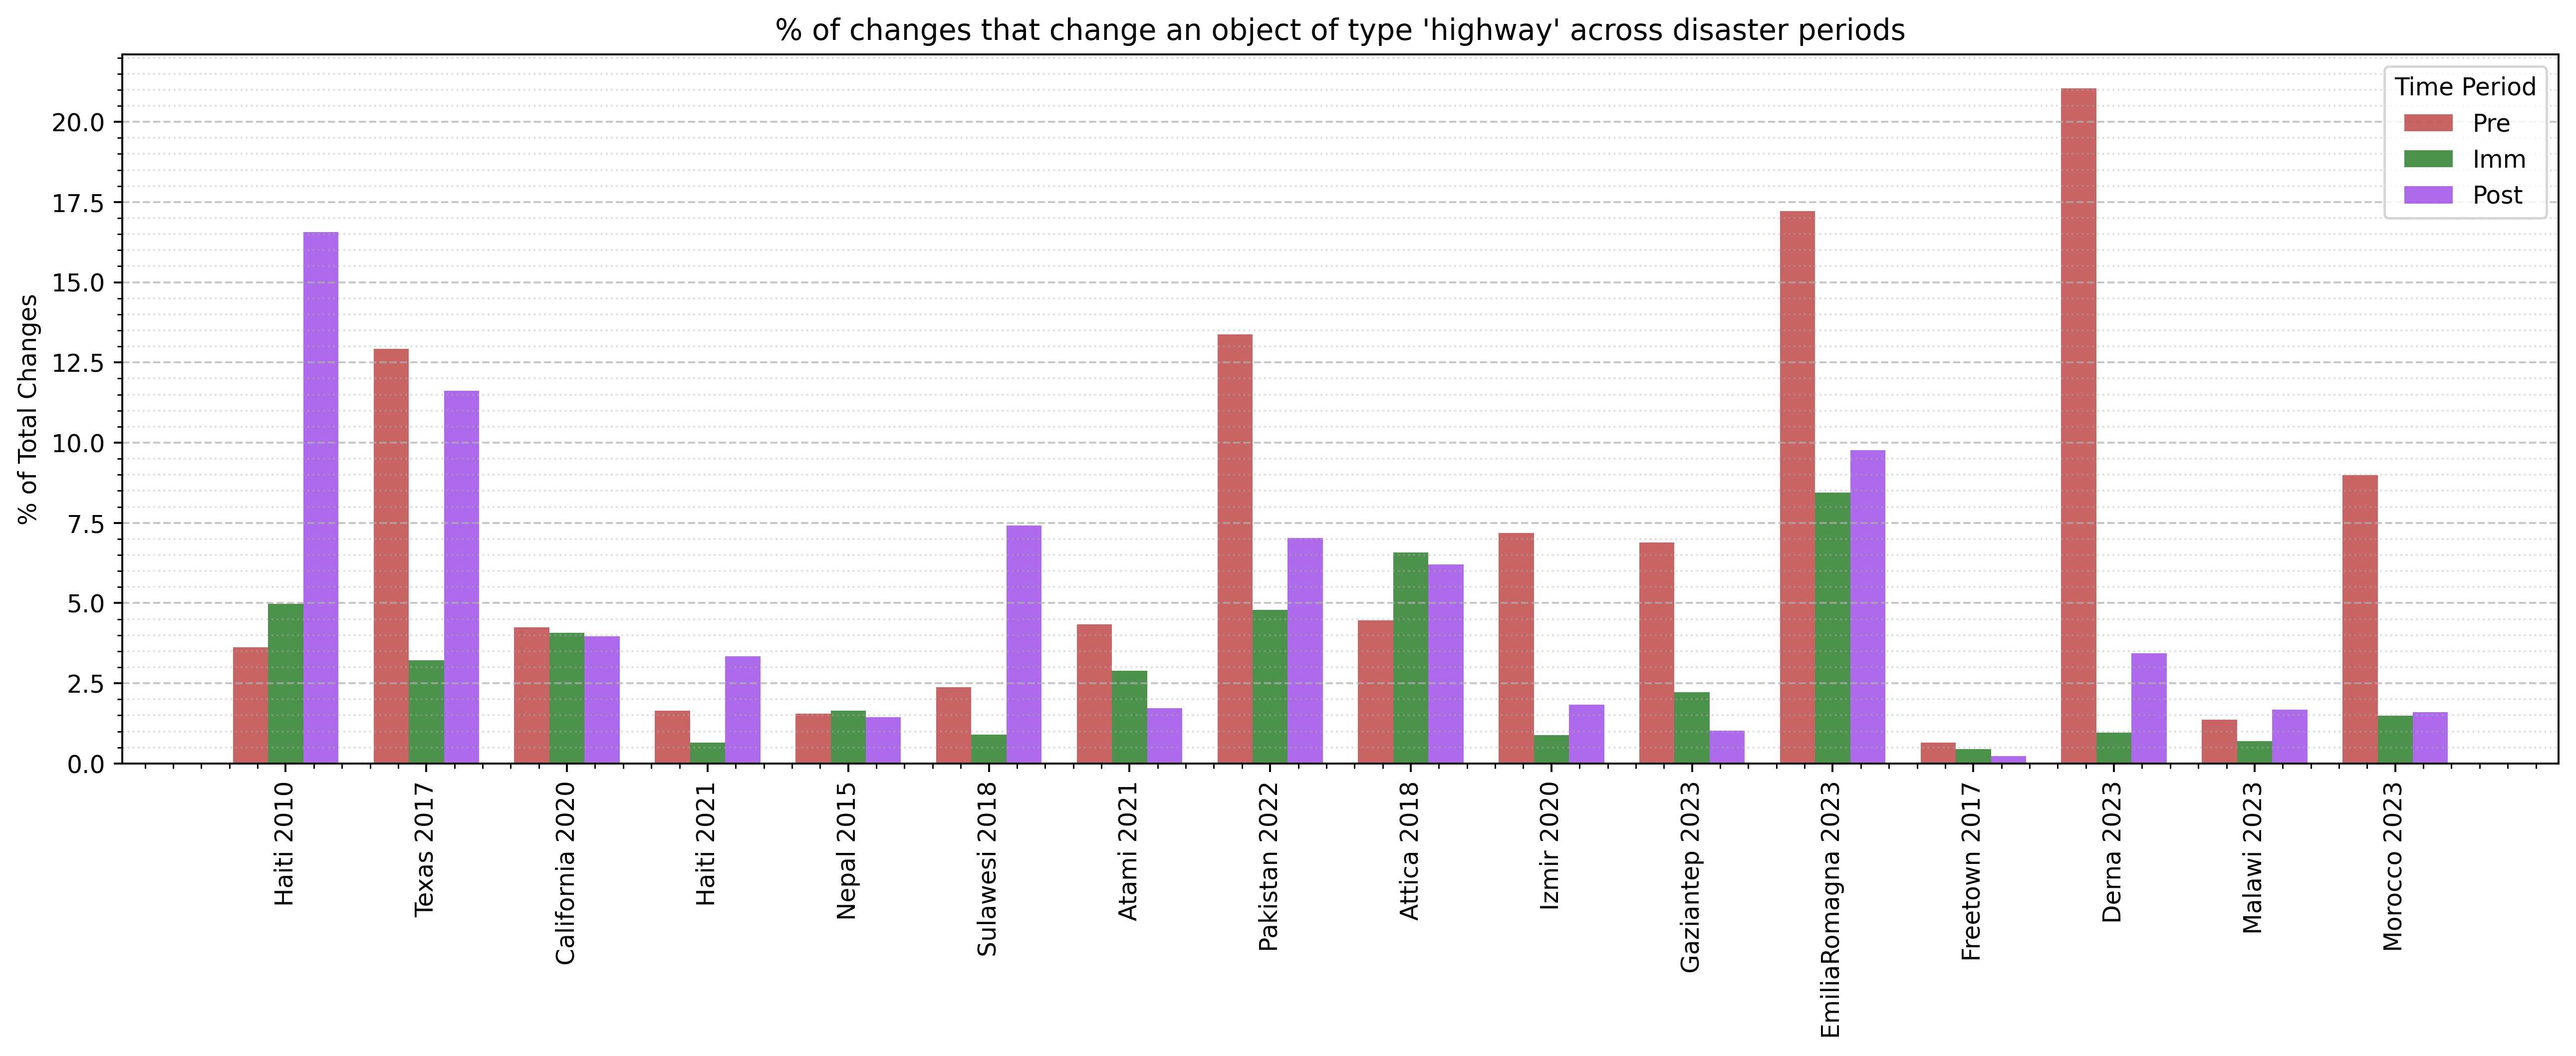 % of changes that change an object of type 'highway' across disaster periods
% of Total Changes
20.0
17.5
15.0
12.5
10.0
7.5
5.0
2.5
0.0
Time Period
Pre
Imm
Post
Haiti 2010
Texas 2017
California 2020
Haiti 2021
Nepal 2015
Sulawesi 2018
Atami 2021
Pakistan 2022
Attica 2018
Izmir 2020
Gaziantep 2023
EmiliaRomagna 2023
Freetown 2017
Derna 2023
Malawi 2023
Morocco 2023